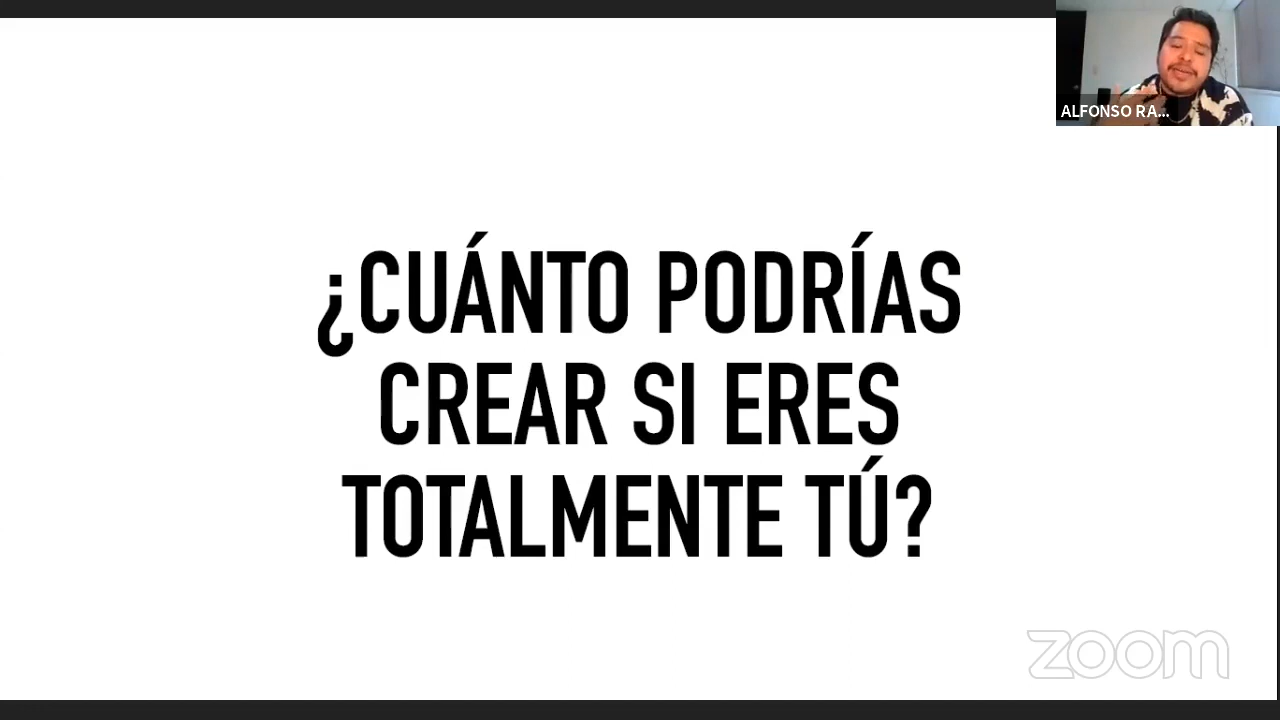 ALFONSO RA...
¿CUÁNTO PODRÍAS
CREAR SI ERES
TOTALMENTE TÚ?
zoom